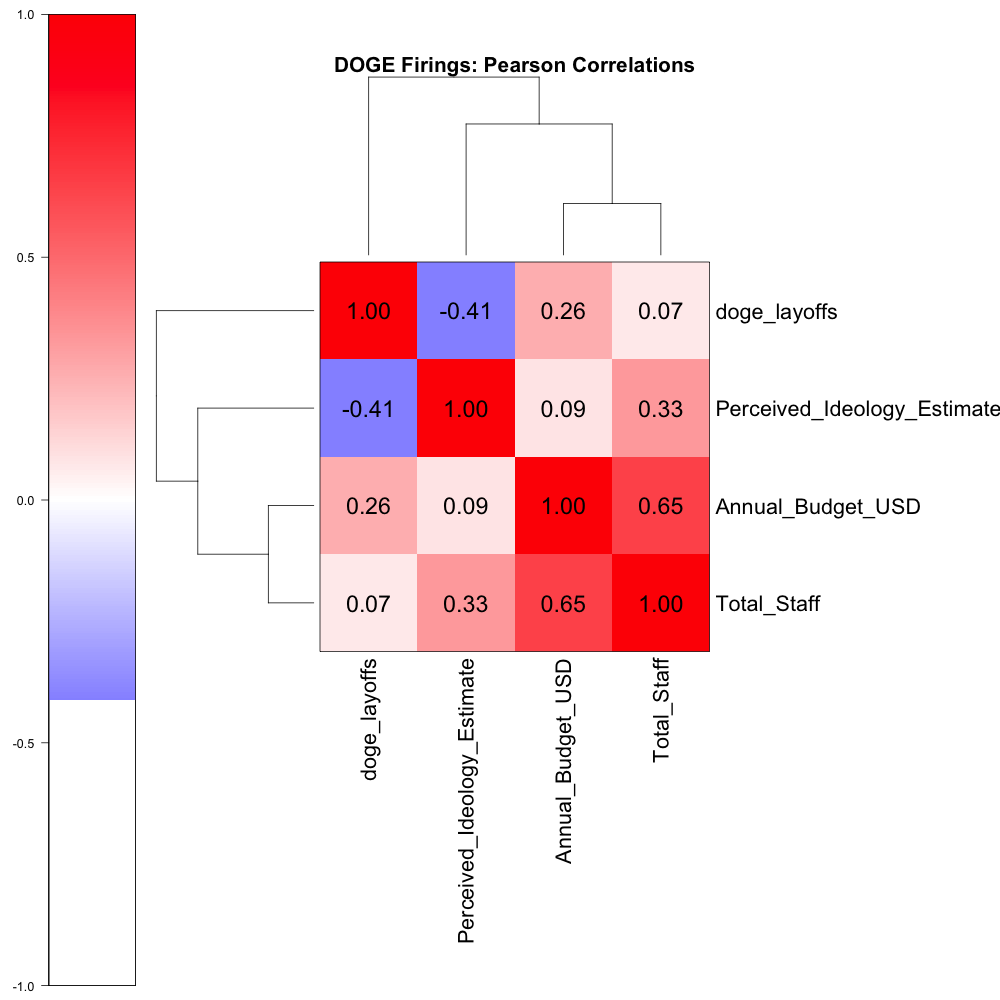 DOGE Firings: Pearson Correlations
1.0
0.5
0.0
-0.5
-1.0
1.00 -0.41 0.26 0.07 doge_layoffs
-0.41 1.00 0.09 0.33 Perceived_Ideology_Estimate
0.26 0.09 1.00 0.65 Annual_Budget_USD
0.07 0.33 0.65 1.00 Total_Staff
doge_layoffs
Perceived_Ideology_Estimate
Annual_Budget_USD
Total_Staff